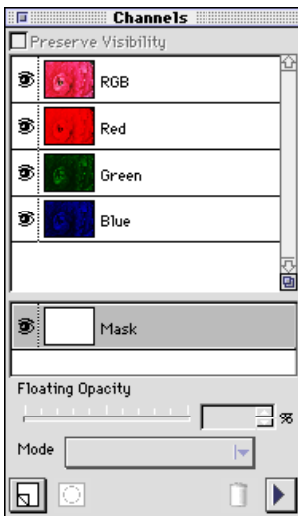 Channels
Preserve Visibility
RGB
Red
Green
Blue
Mask
Floating Opacity
%
Mode